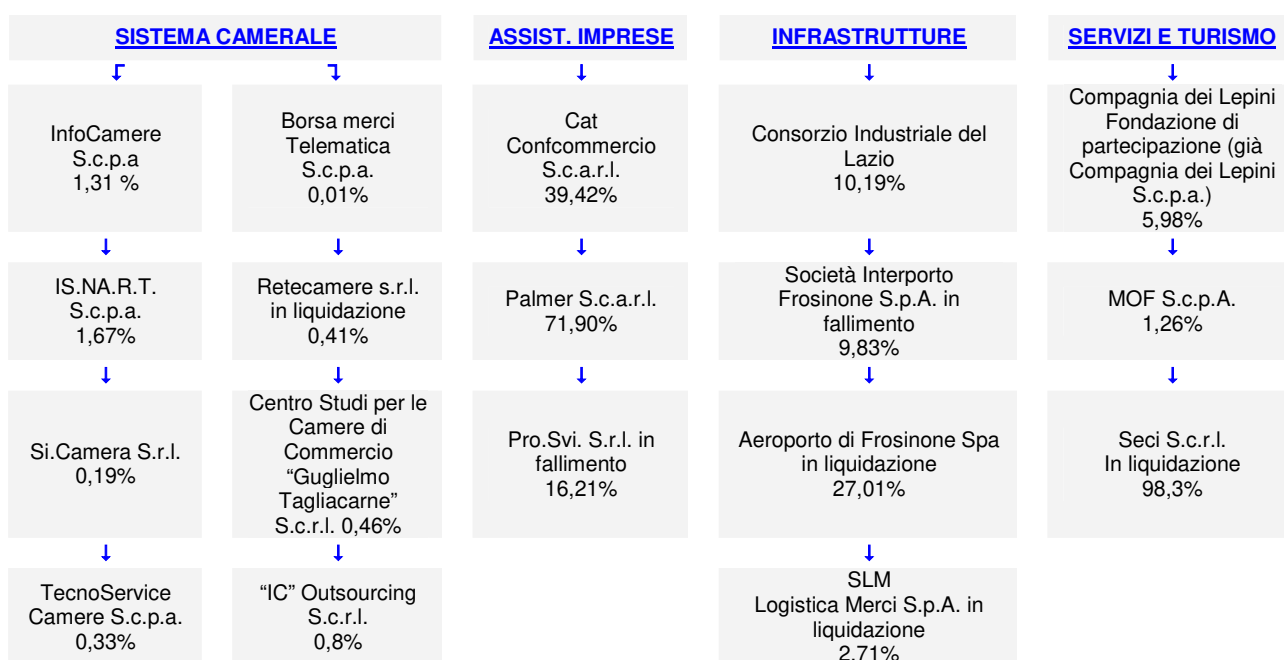 SISTEMA CAMERALE
InfoCamere
S.c.p.a
1,31 %
IS.NA.R.T.
S.c.p.a.
1,67%
Si.Camera S.r.l.
0,19%
TecnoService
Camere S.c.p.a.
0,33%
Borsa merci
Telematica
S.c.p.a.
0,01%
Retecamere s.r.l.
in liquidazione
0,41%
Centro Studi per le
Camere di
Commercio
“Guglielmo
Tagliacarne”
S.c.r.l. 0,46%
“IC” Outsourcing
S.c.r.l.
0,8%
ASSIST. IMPRESE
Cat
Confcommercio
S.c.a.r.l.
39,42%
Palmer S.c.a.r.l.
71,90%
Pro.Svi. S.r.l. in
fallimento
16,21%
INFRASTRUTTURE
Consorzio Industriale del
Lazio
10,19%
Società Interporto
Frosinone S.p.A. in
fallimento
9,83%
Aeroporto di Frosinone Spa
in liquidazione
27,01%
SLM
Logistica Merci S.p.A. in
liquidazione
2,71%
SERVIZI E TURISMO
Compagnia dei Lepini
Fondazione di
partecipazione (già
Compagnia dei Lepini
S.c.p.a.)
5,98%
MOF S.c.p.A.
1,26%
Seci S.c.r.l.
In liquidazione
98,3%